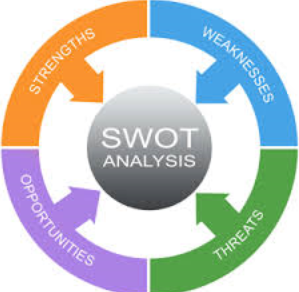 STRENGTHS
WEAKNESSES
SWOT
ANALYSIS
OPPORTUNITIES
THREATS